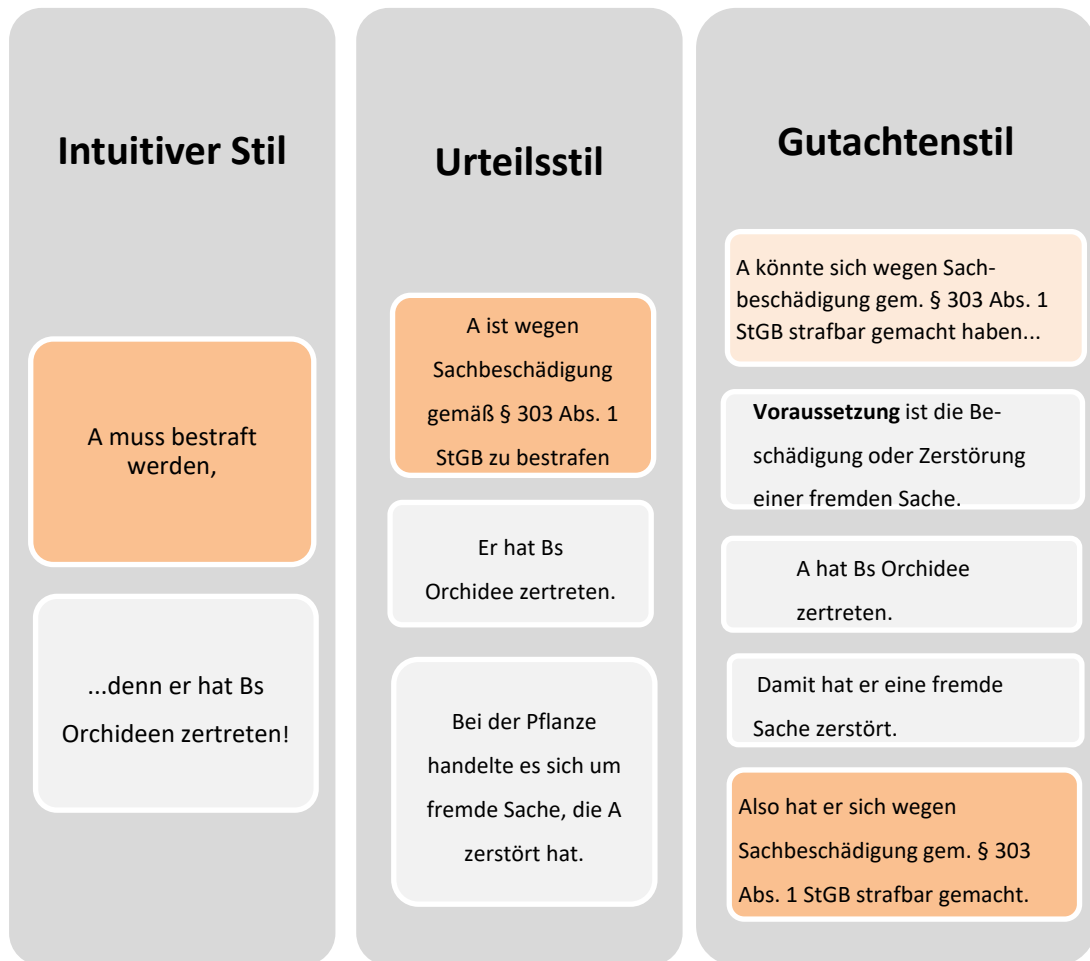 Intuitiver Stil
A muss bestraft
werden,
...denn er hat Bs
Orchideen zertreten!
Urteilsstil
A ist wegen
Sachbeschädigung
gemäß § 303 Abs. 1
StGB zu bestrafen
Er hat Bs
Orchidee zertreten.
Bei der Pflanze
handelte es sich um
fremde Sache, die A
zerstört hat.
Gutachtenstil
A könnte sich wegen Sach-
beschädigung gem. § 303 Abs. 1
StGB strafbar gemacht haben...
Voraussetzung ist die Be-
schädigung oder Zerstörung
einer fremden Sache.
A hat Bs Orchidee
zertreten.
Damit hat er eine fremde
Sache zerstört.
Also hat er sich wegen
Sachbeschädigung gem. § 303
Abs. 1 StGB strafbar gemacht.